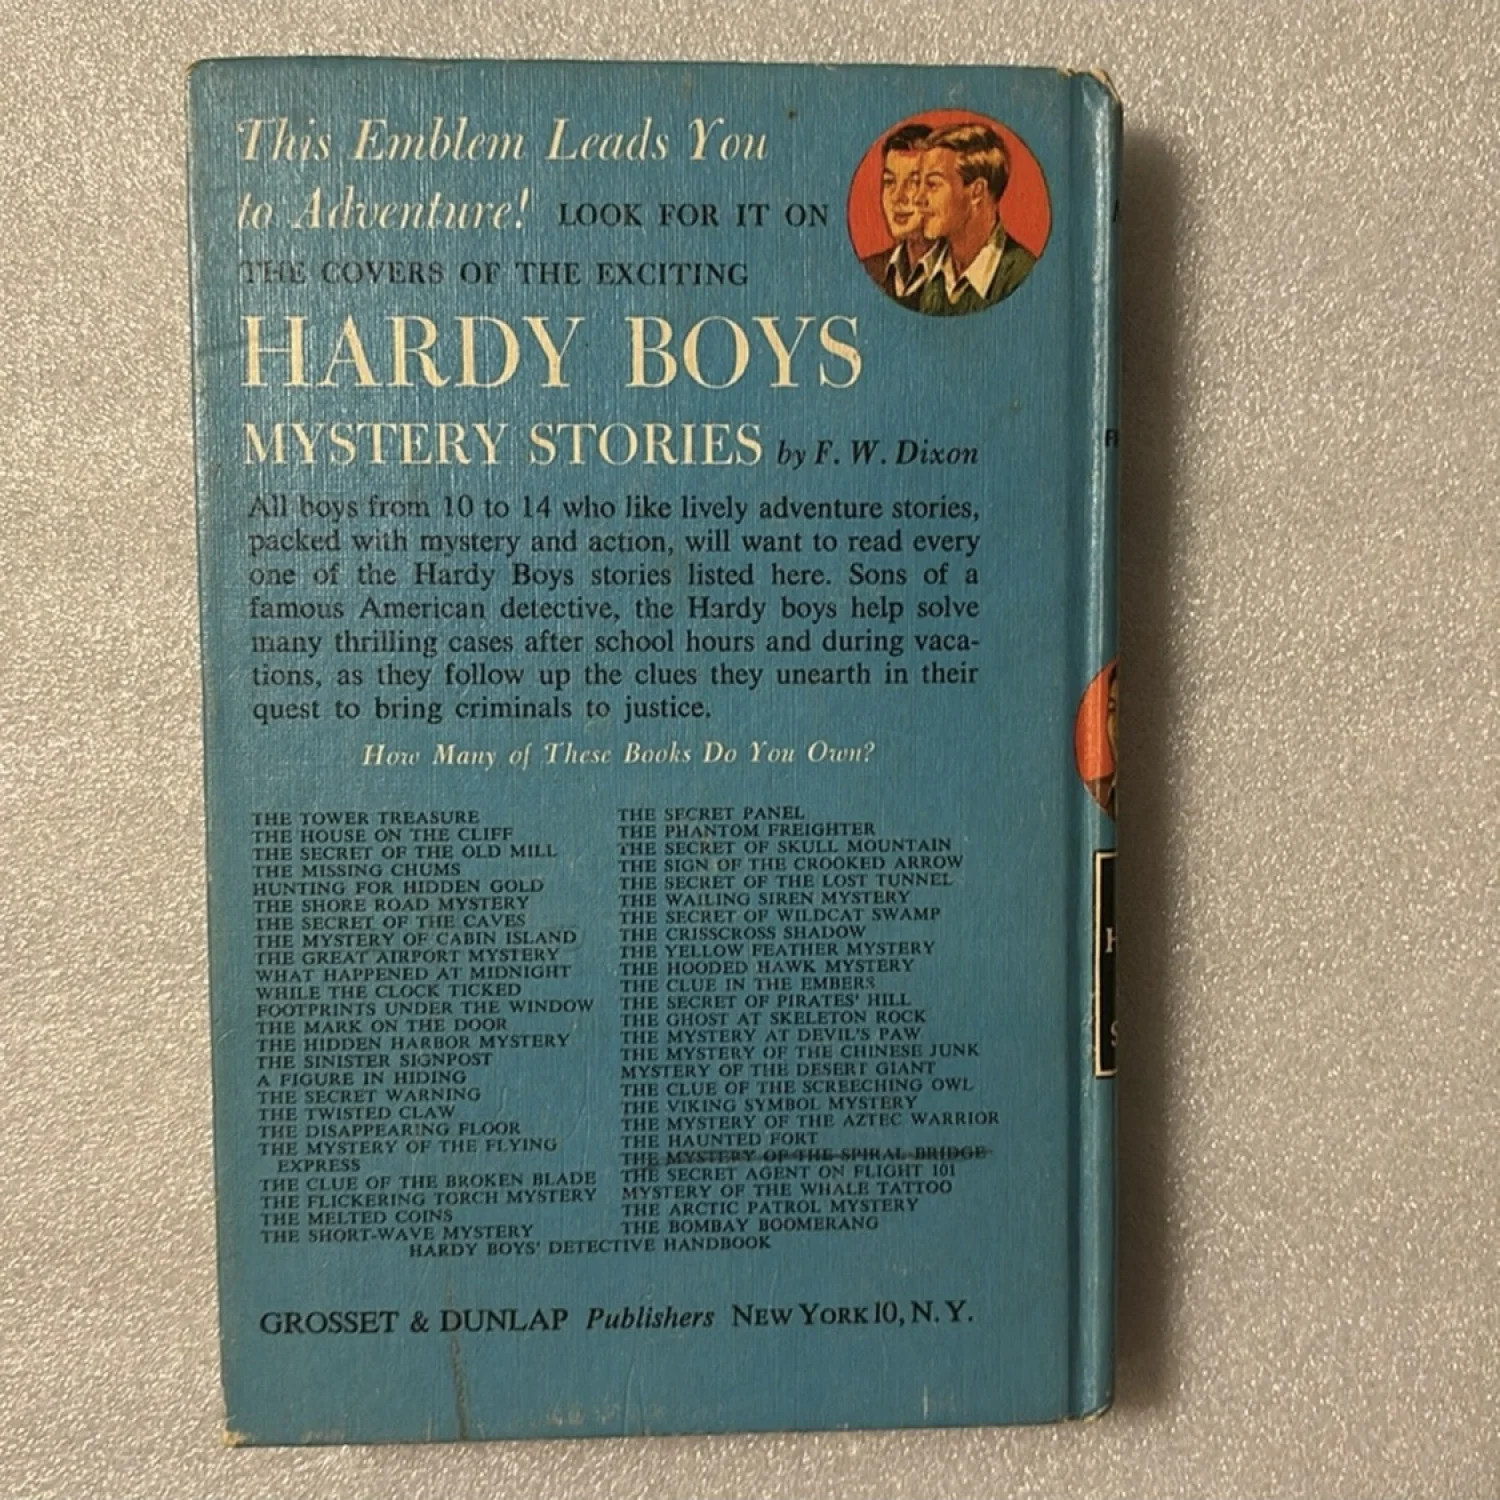 This Emblem Leads You
to Adventure! LOOK FOR IT ON
THE COVERS OF THE EXCITING
HARDY BOYS
MYSTERY STORIES by F. W. Dixon
All boys from 10 to 14 who like lively adventure stories,
packed with mystery and action, will want to read every
one of the Hardy Boys stories listed here. Sons of a
famous American detective, the Hardy boys help solve
many thrilling cases after school hours and during vaca-
tions, as they follow up the clues they unearth in their
quest to bring criminals to justice.
How Many of These Books Do You Own?
THE TOWER TREASURE
THE HOUSE ON THE CLIFF
THE SECRET OF THE OLD MILL
THE MISSING CHUMS
HUNTING FOR HIDDEN GOLD
THE SHORE ROAD MYSTERY
THE SECRET OF THE CAVES
THE MYSTERY OF CABIN ISLAND
THE GREAT AIRPORT MYSTERY
WHAT HAPPENED AT MIDNIGHT
WHILE THE CLOCK TICKED
FOOTPRINTS UNDER THE WINDOW
THE MARK ON THE DOOR
THE HIDDEN HARBOR MYSTERY
THE SINISTER SIGNPOST
A FIGURE IN HIDING
THE SECRET WARNING
THE TWISTED CLAW
THE DISAPPEARING FLOOR
THE MYSTERY OF THE FLYING
EXPRESS
THE CLUE OF THE BROKEN BLADE
THE FLICKERING TORCH MYSTERY
THE MELTED COINS
THE SHORT-WAVE MYSTERY
THE SECRET PANEL
THE PHANTOM FREIGHTER
THE SECRET OF SKULL MOUNTAIN
THE SIGN OF THE CROOKED ARROW
THE SECRET OF THE LOST TUNNEL
THE WAILING SIREN MYSTERY
THE SECRET OF WILDCAT SWAMP
THE CRISSCROSS SHADOW
THE YELLOW FEATHER MYSTERY
THE HOODED HAWK MYSTERY
THE CLUE IN THE EMBERS
THE SECRET OF PIRATES' HILL
THE GHOST AT SKELETON ROCK
THE MYSTERY AT DEVIL'S PAW
THE MYSTERY OF THE CHINESE JUNK
MYSTERY OF THE DESERT GIANT
THE CLUE OF THE SCREECHING OWL
THE VIKING SYMBOL MYSTERY
THE MYSTERY OF THE AZTEC WARRIOR
THE HAUNTED FORT
THE MYSTERY OF THE SPIRAL BRIDGE
THE SECRET AGENT ON FLIGHT 101
MYSTERY OF THE WHALE TATTOO
THE ARCTIC PATROL MYSTERY
THE BOMBAY BOOMERANG
HARDY BOYS' DETECTIVE HANDBOOK
GROSSET & DUNLAP Publishers NEW YORK 10, N. Y.